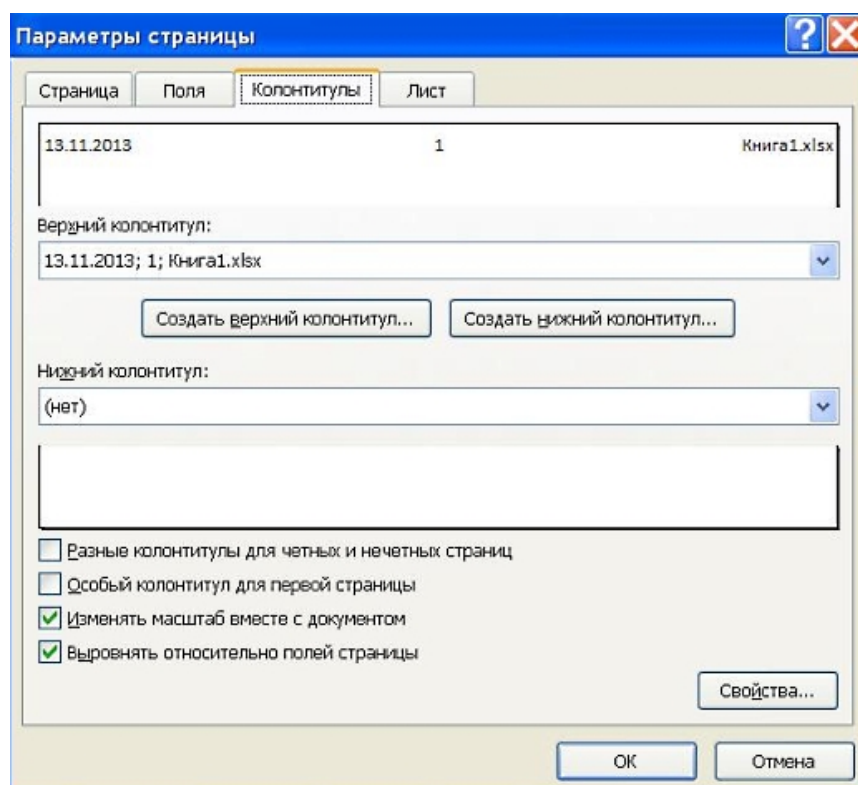 Параметры страницы
Страница Поля Колонтитулы Лист
13.11.2013 1 Книга1.xlsx
Верхний колонтитул:
13.11.2013; 1; Книга1.xlsx
Создать верхний колонтитул... Создать нижний колонтитул...
Нижний колонтитул:
(нет)
Разные колонтитулы для четных и нечетных страниц
Особый колонтитул для первой страницы
Изменять масштаб вместе с документом
Выровнять относительно полей страницы
Свойства...
ОК Отмена